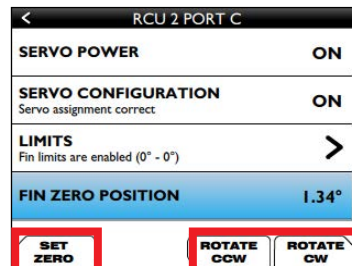 < RCU 2 PORT C
SERVO POWER ON
SERVO CONFIGURATION ON
Servo assignment correct
LIMITS >
Fin limits are enabled (0° - 0°)
FIN ZERO POSITION 1.34°
SET ZERO
ROTATE CCW
ROTATE CW